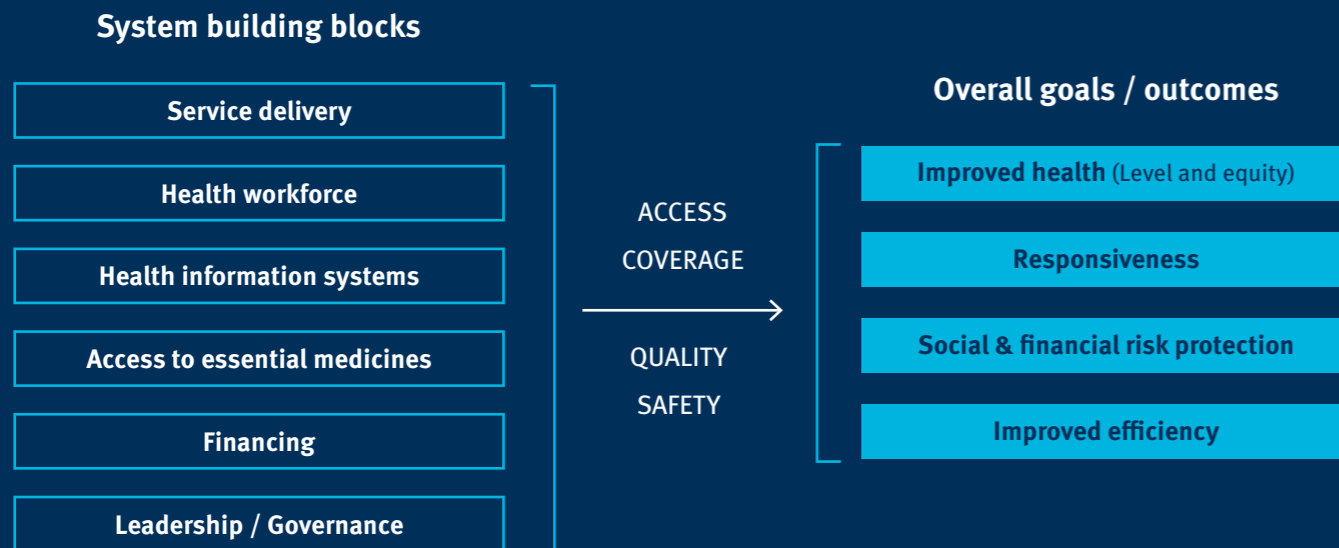 System building blocks
Service delivery
Health workforce
Health information systems
Access to essential medicines
Financing
Leadership / Governance
ACCESS
COVERAGE
QUALITY
SAFETY
Overall goals / outcomes
Improved health (Level and equity)
Responsiveness
Social & financial risk protection
Improved efficiency